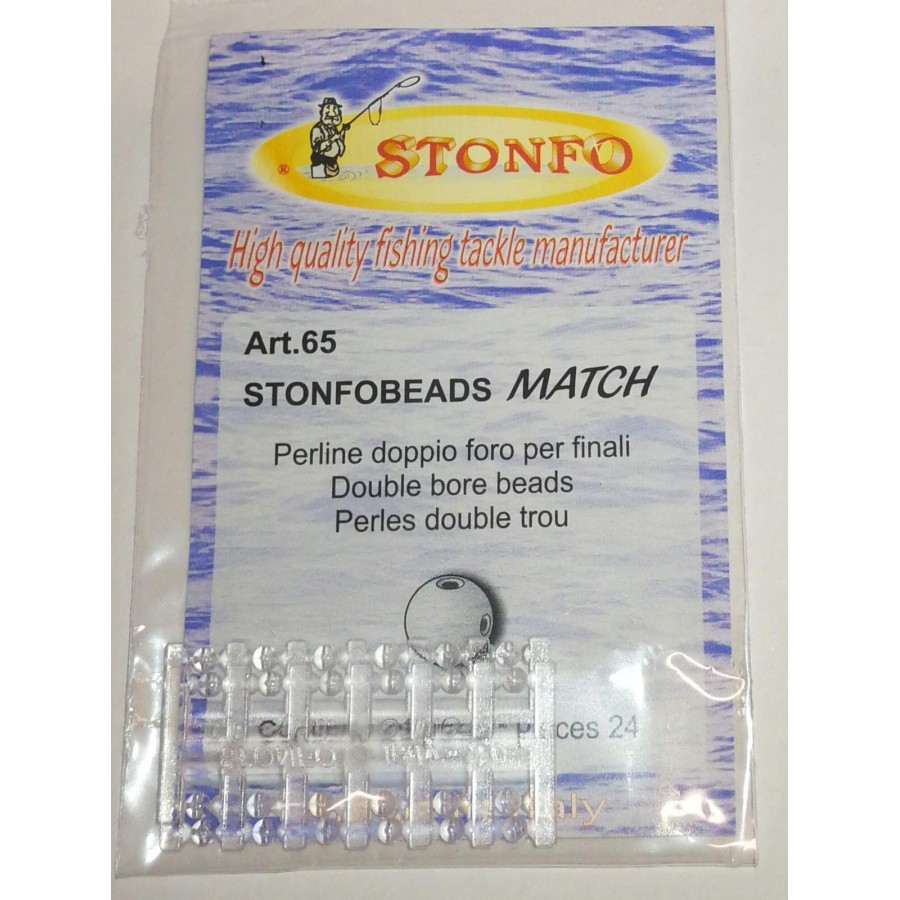 STONFO
®
High quality fishing tackle manufacturer
Art.65
STONFOBEADS MATCH
Perline doppio foro per finali
Double bore beads
Perles double trou
24
STONFO